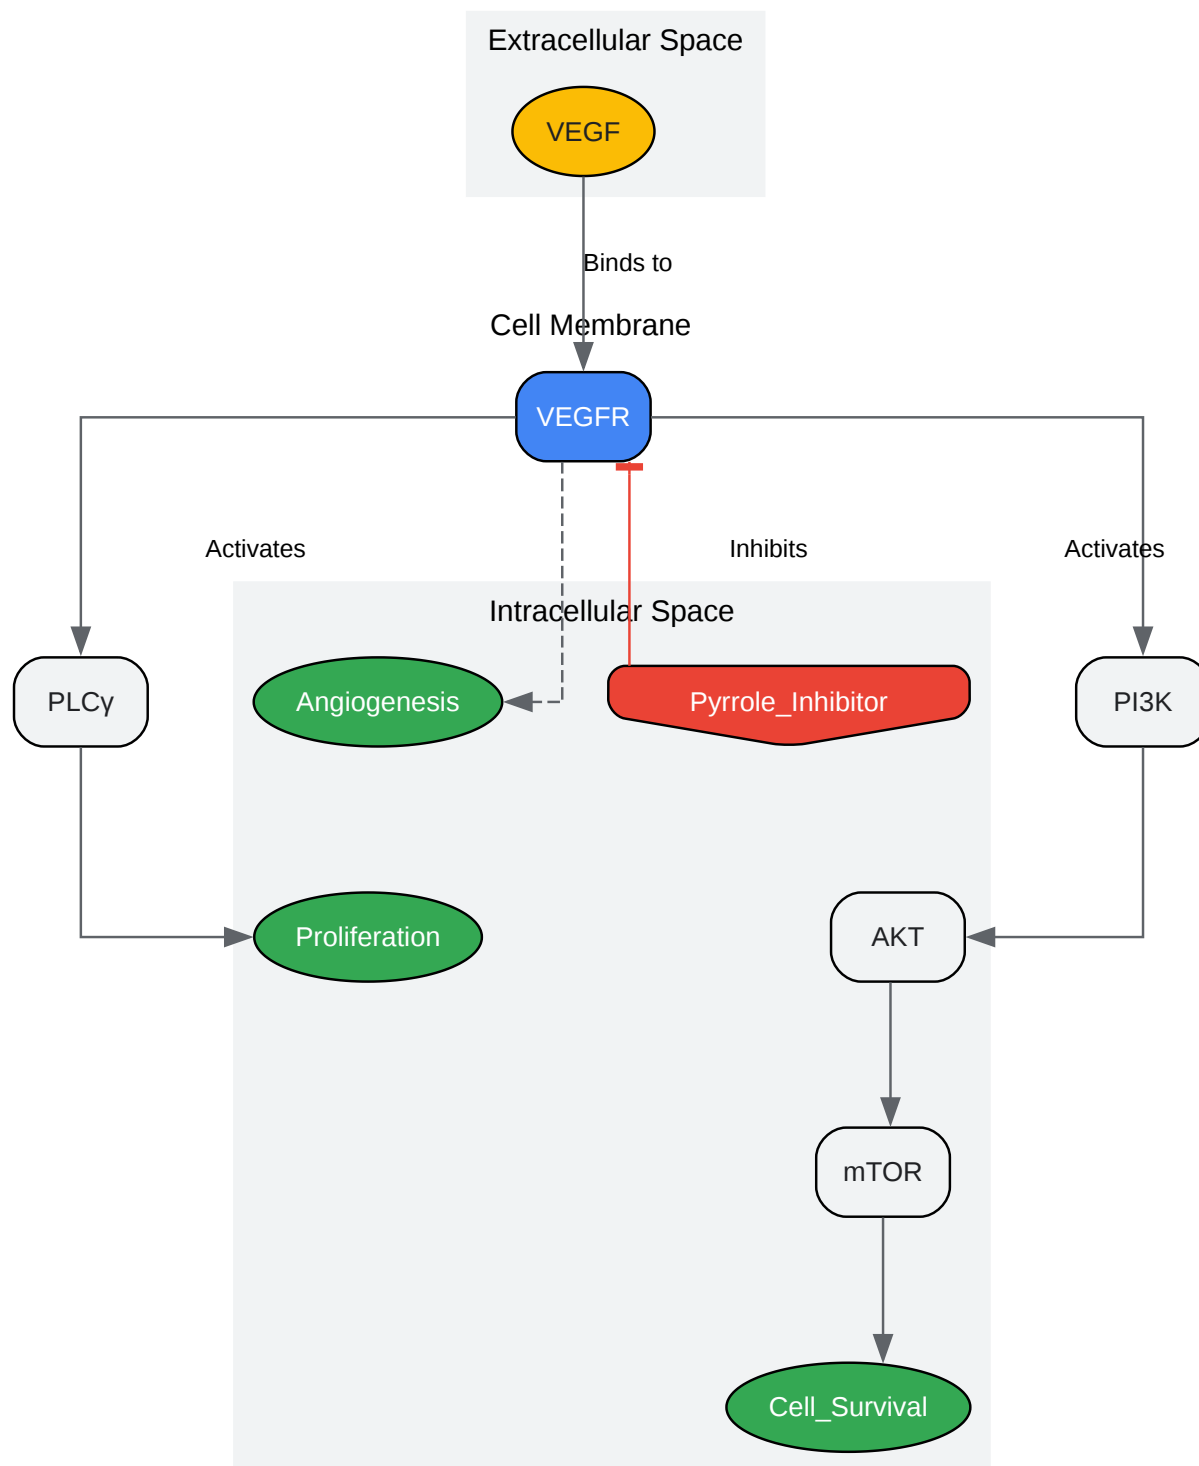 Extracellular Space
VEGF
Binds to
Cell Membrane
VEGFR
Activates
Inhibits
Activates
Intracellular Space
PLCγ
Angiogenesis
Pyrrole_Inhibitor
PI3K
Proliferation
AKT
mTOR
Cell_Survival